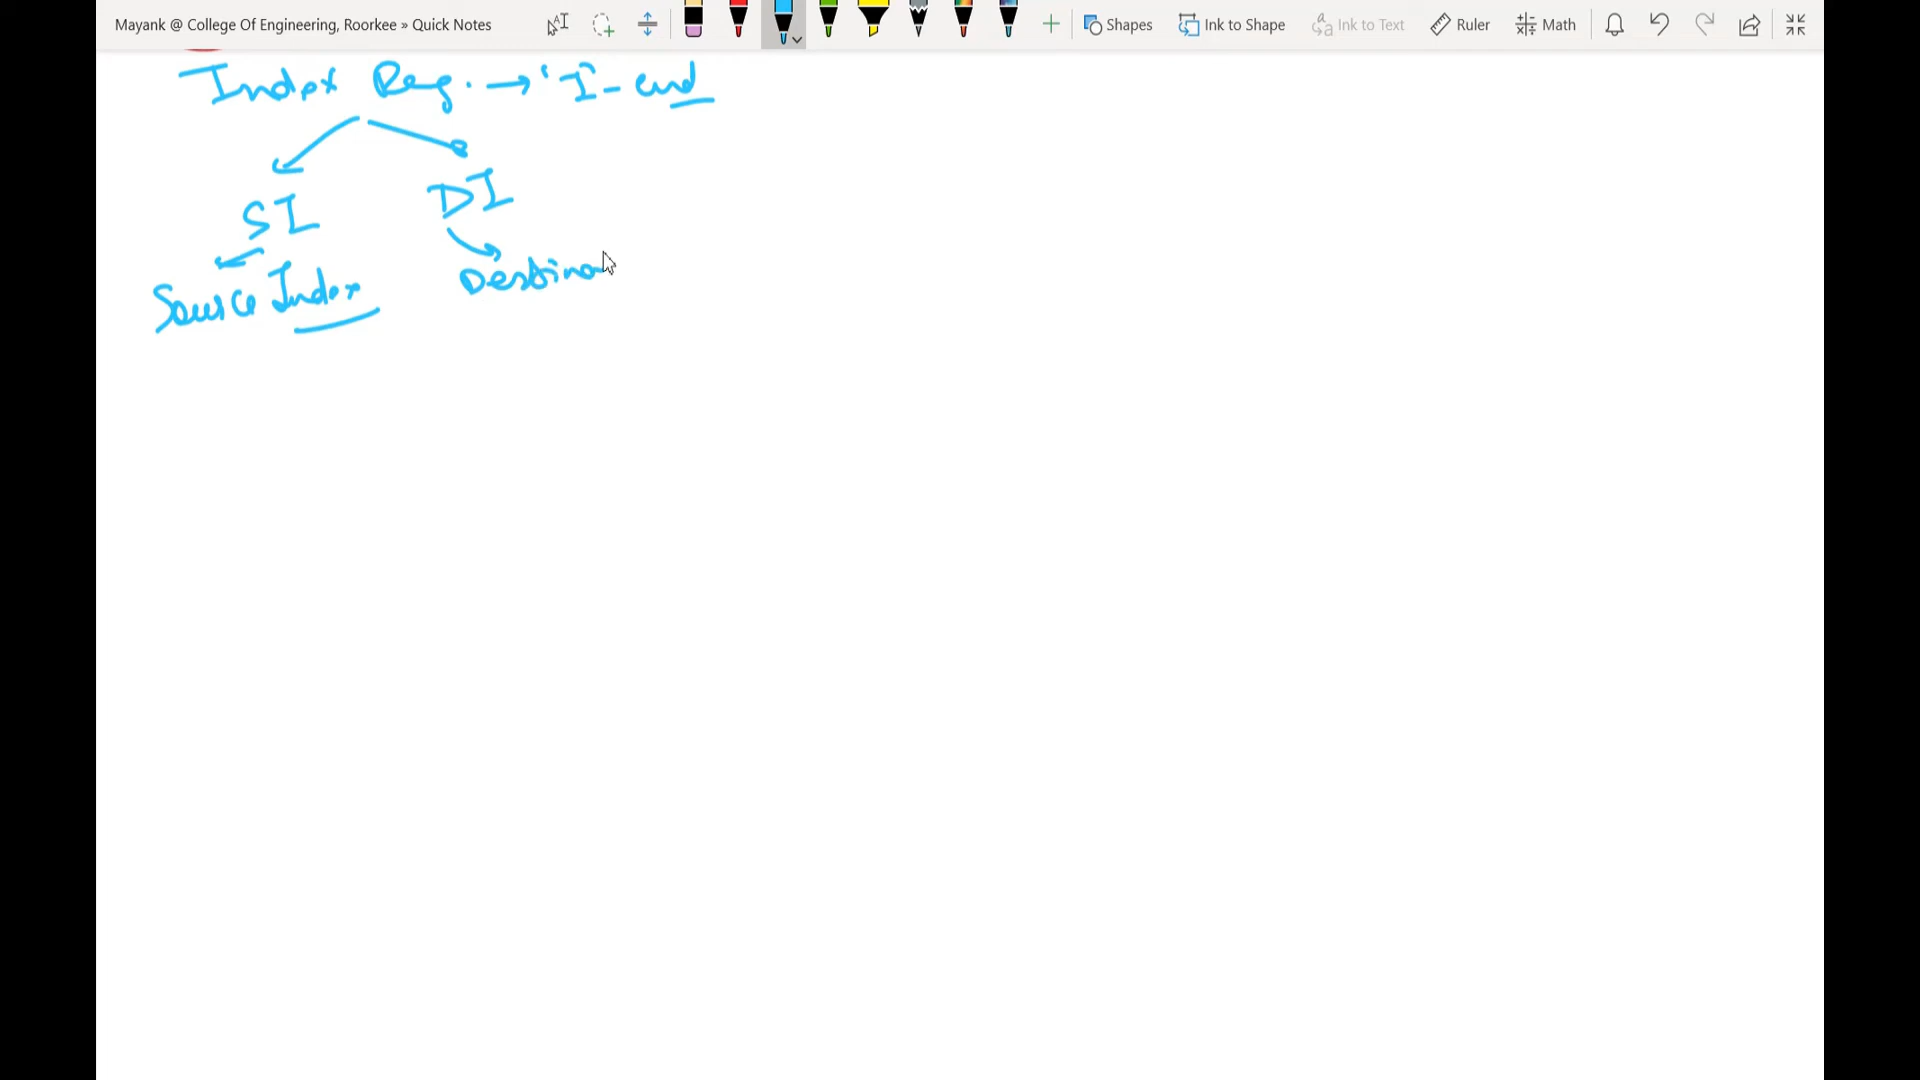 Mayank @ College Of Engineering, Roorkee » Quick Notes Shapes Ink to Shape Ink to Text Ruler Math
Index Reg. → 'I'- end
SI DI
Source Index Destina